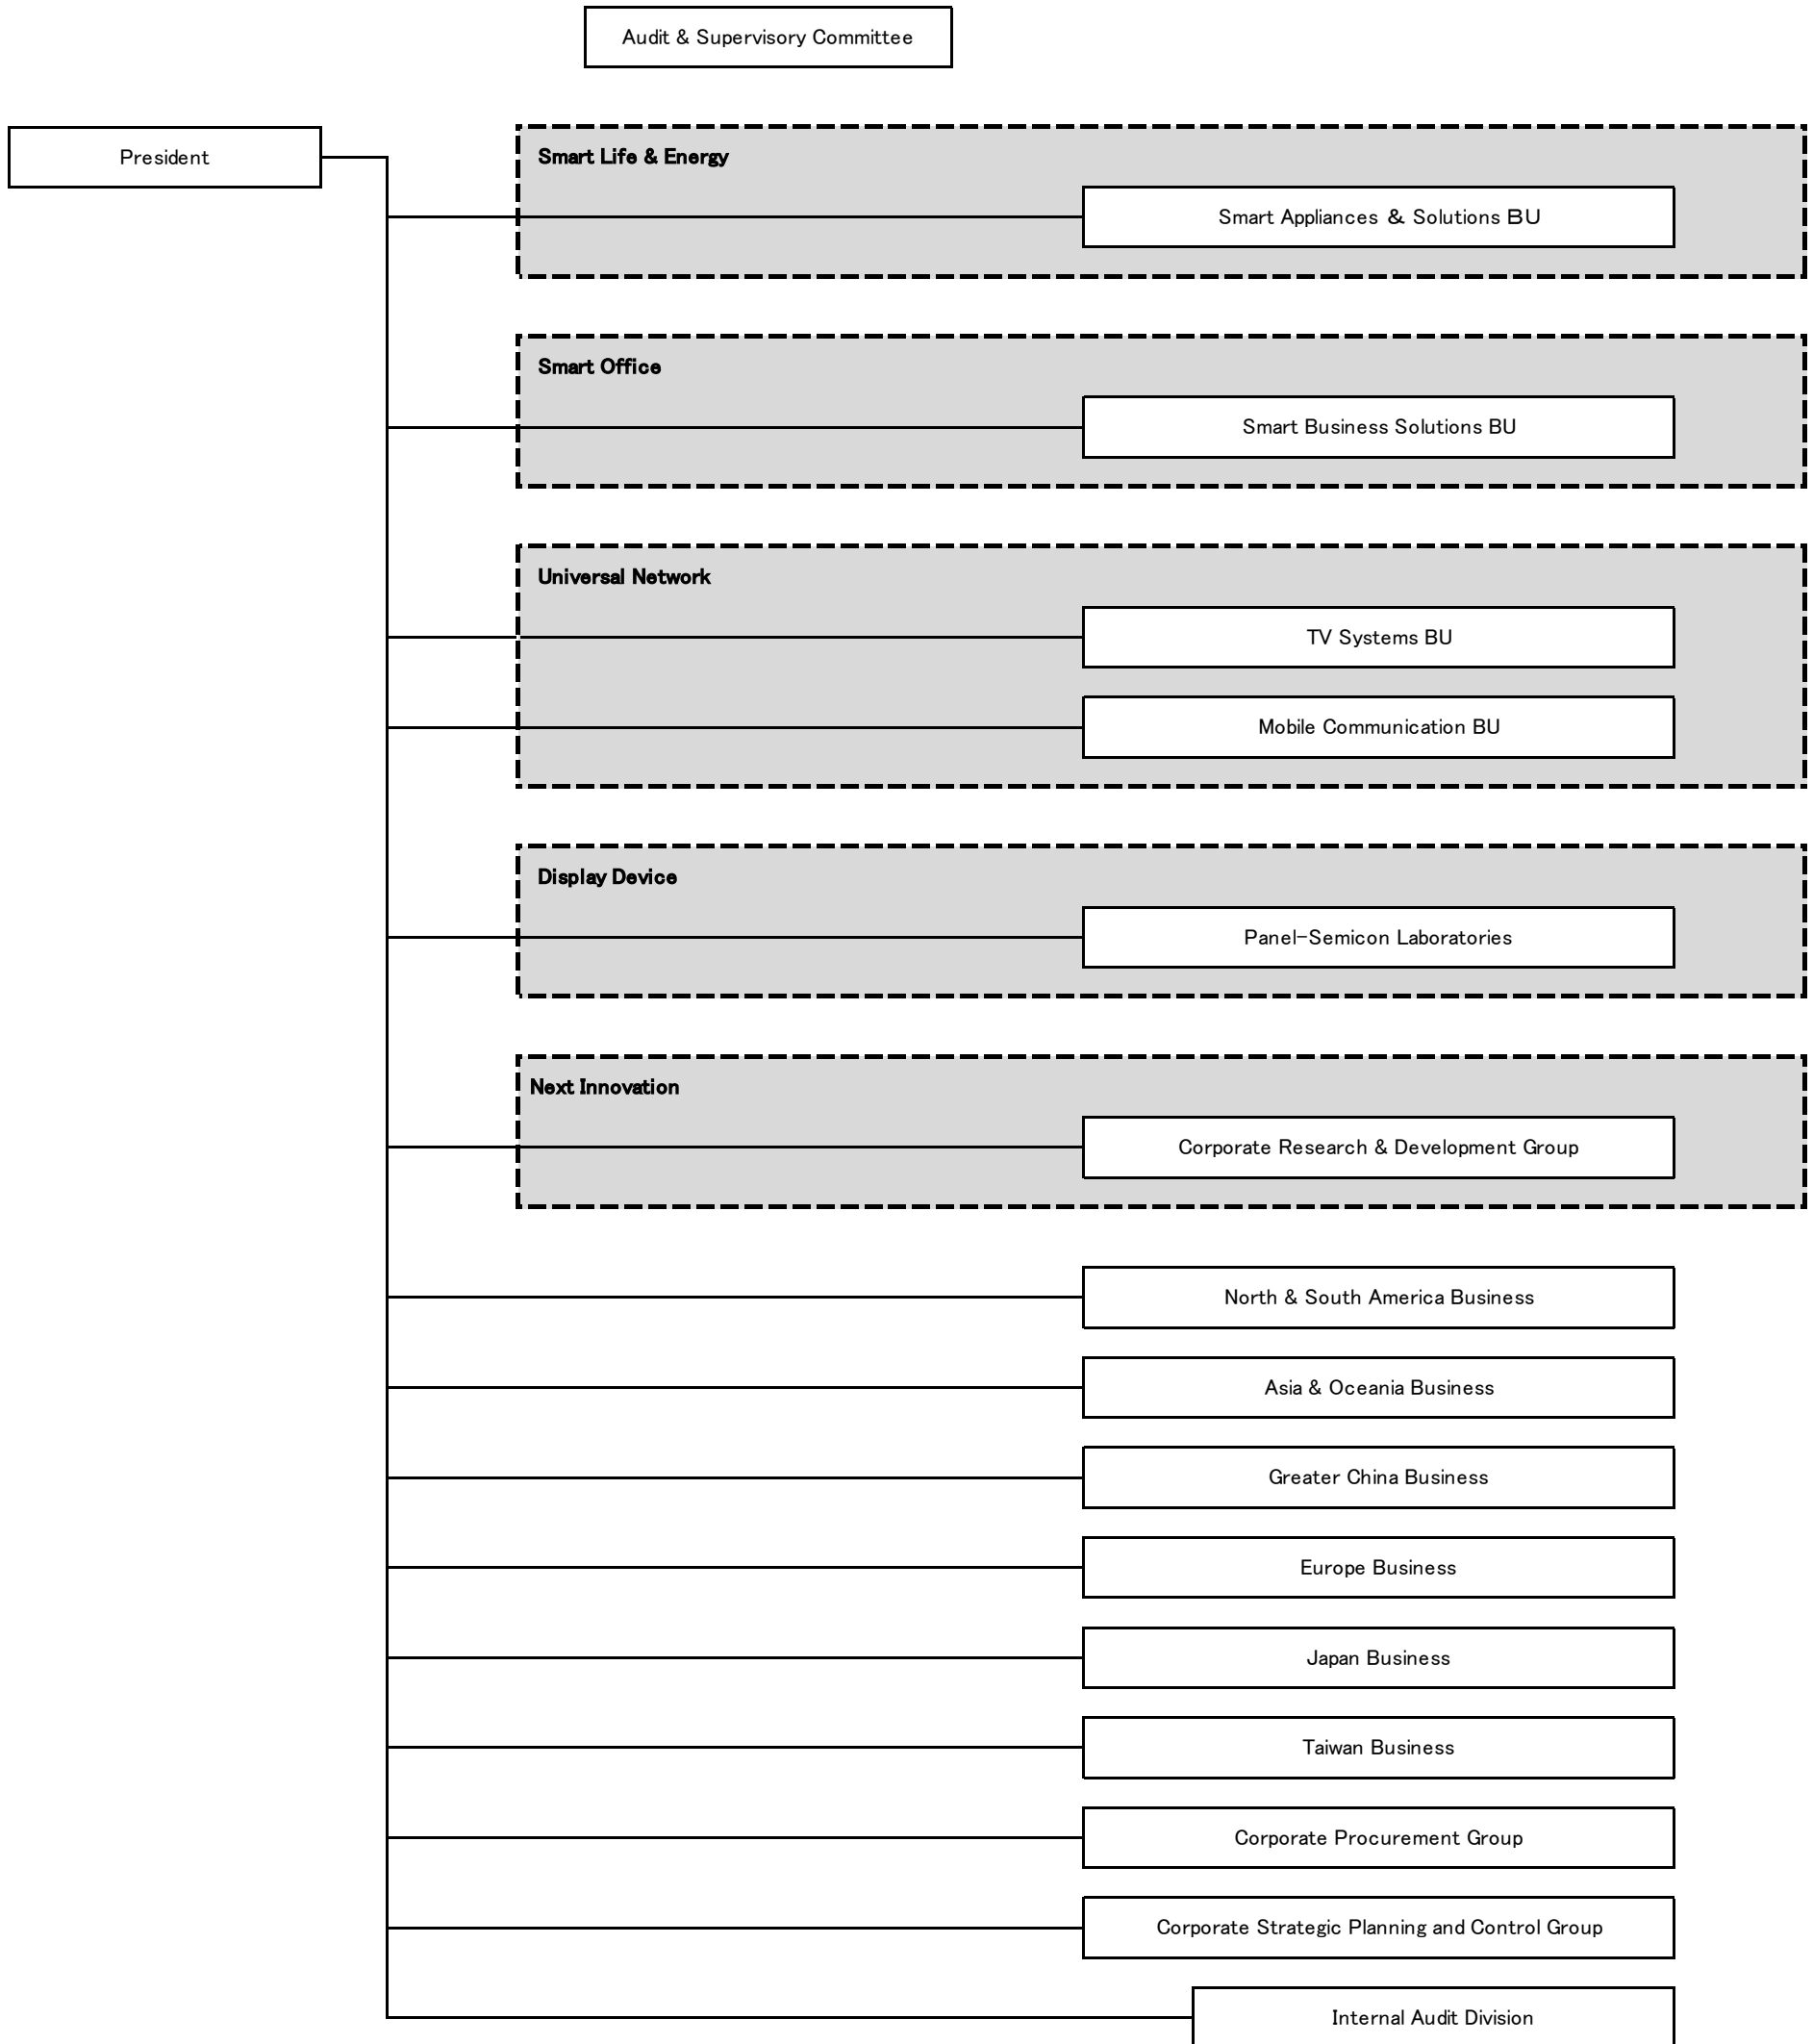 Audit & Supervisory Committee
President
Smart Life & Energy
Smart Appliances ＆ Solutions BU
Smart Office
Smart Business Solutions BU
Universal Network
TV Systems BU
Mobile Communication BU
Display Device
Panel-Semicon Laboratories
Next Innovation
Corporate Research & Development Group
North & South America Business
Asia & Oceania Business
Greater China Business
Europe Business
Japan Business
Taiwan Business
Corporate Procurement Group
Corporate Strategic Planning and Control Group
Internal Audit Division